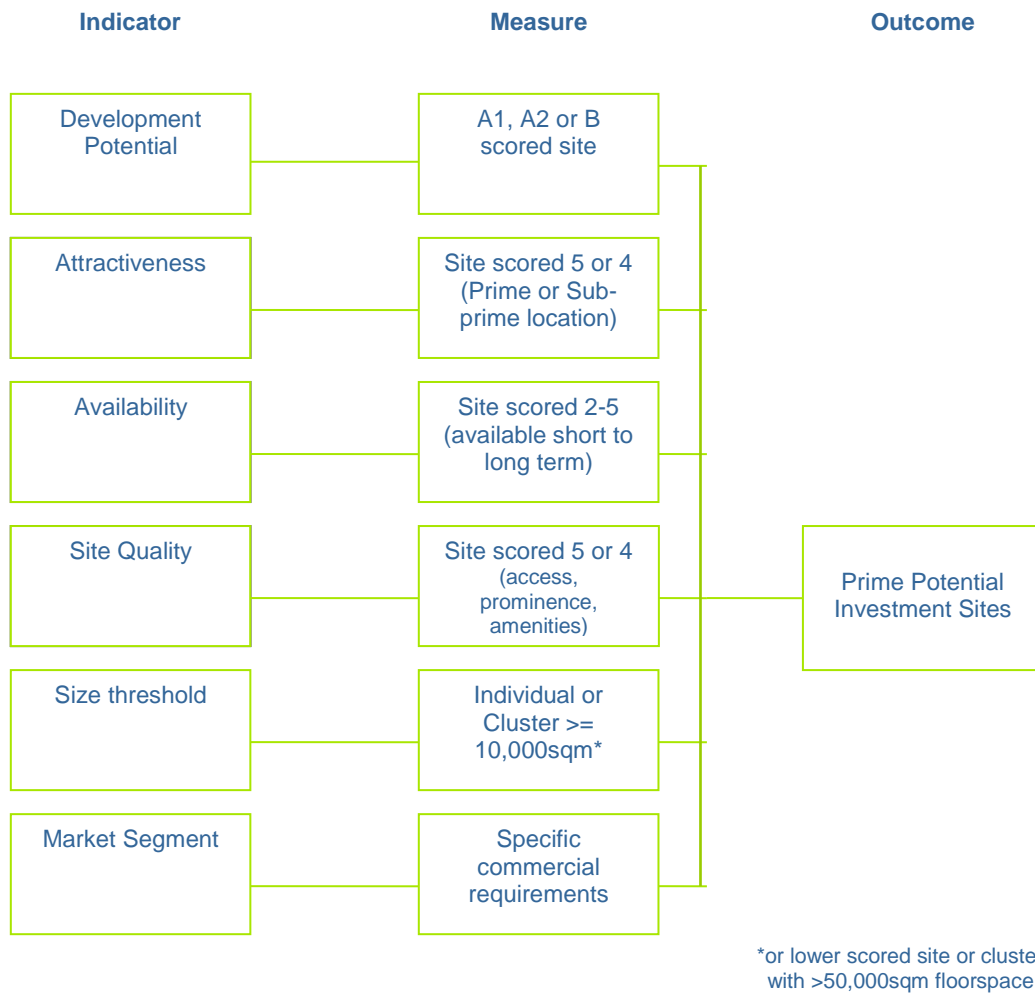 Indicator
Measure
Outcome
Development
Potential
A1, A2 or B
scored site
Attractiveness
Site scored 5 or 4
(Prime or Sub-
prime location)
Availability
Site scored 2-5
(available short to
long term)
Site Quality
Site scored 5 or 4
(access,
prominence,
amenities)
Prime Potential
Investment Sites
Size threshold
Individual or
Cluster >=
10,000sqm*
Market Segment
Specific
commercial
requirements
*or lower scored site or cluste
with >50,000sqm floorspace